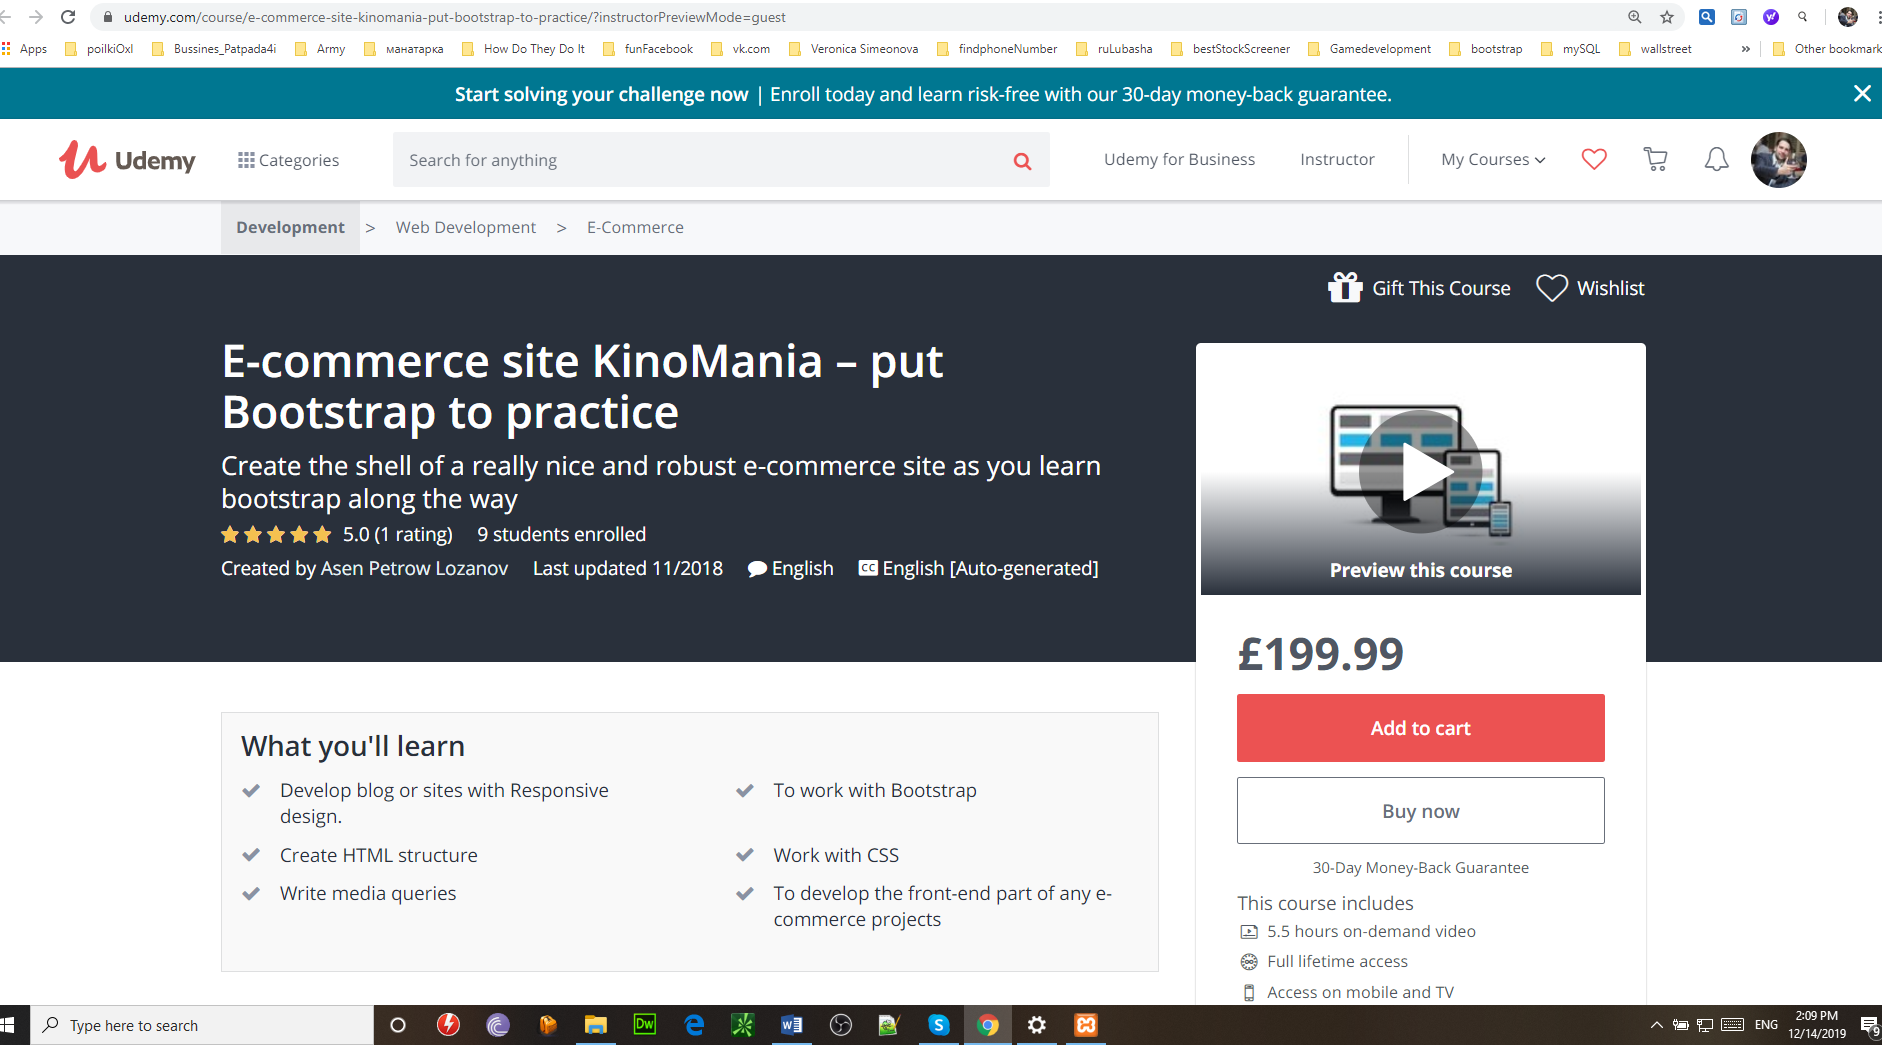 udemy.com/course/e-commerce-site-kinomania-put-bootstrap-to-practice/?instructorPreviewMode=guest
Apps poilkiOxl Bussines_Patpada4i Army манатарка How Do They Do It funFacebook vk.com Veronica Simeonova findphoneNumber ruLubasha bestStockScreener Gamedevelopment bootstrap mySQL wallstreet » Other bookmark
Start solving your challenge now | Enroll today and learn risk-free with our 30-day money-back guarantee.
Udemy Categories Search for anything Udemy for Business Instructor My Courses
Development > Web Development > E-Commerce
Gift This Course Wishlist
E-commerce site KinoMania – put
Bootstrap to practice
Create the shell of a really nice and robust e-commerce site as you learn
bootstrap along the way
5.0 (1 rating) 9 students enrolled
Created by Asen Petrow Lozanov Last updated 11/2018 English CC English [Auto-generated]
Preview this course
£199.99
Add to cart
Buy now
30-Day Money-Back Guarantee
This course includes
5.5 hours on-demand video
Full lifetime access
Access on mobile and TV
What you'll learn
Develop blog or sites with Responsive
design.
To work with Bootstrap
Create HTML structure
Work with CSS
Write media queries
To develop the front-end part of any e-
commerce projects
Type here to search
Dw
ENG
2:09 PM
12/14/2019
9